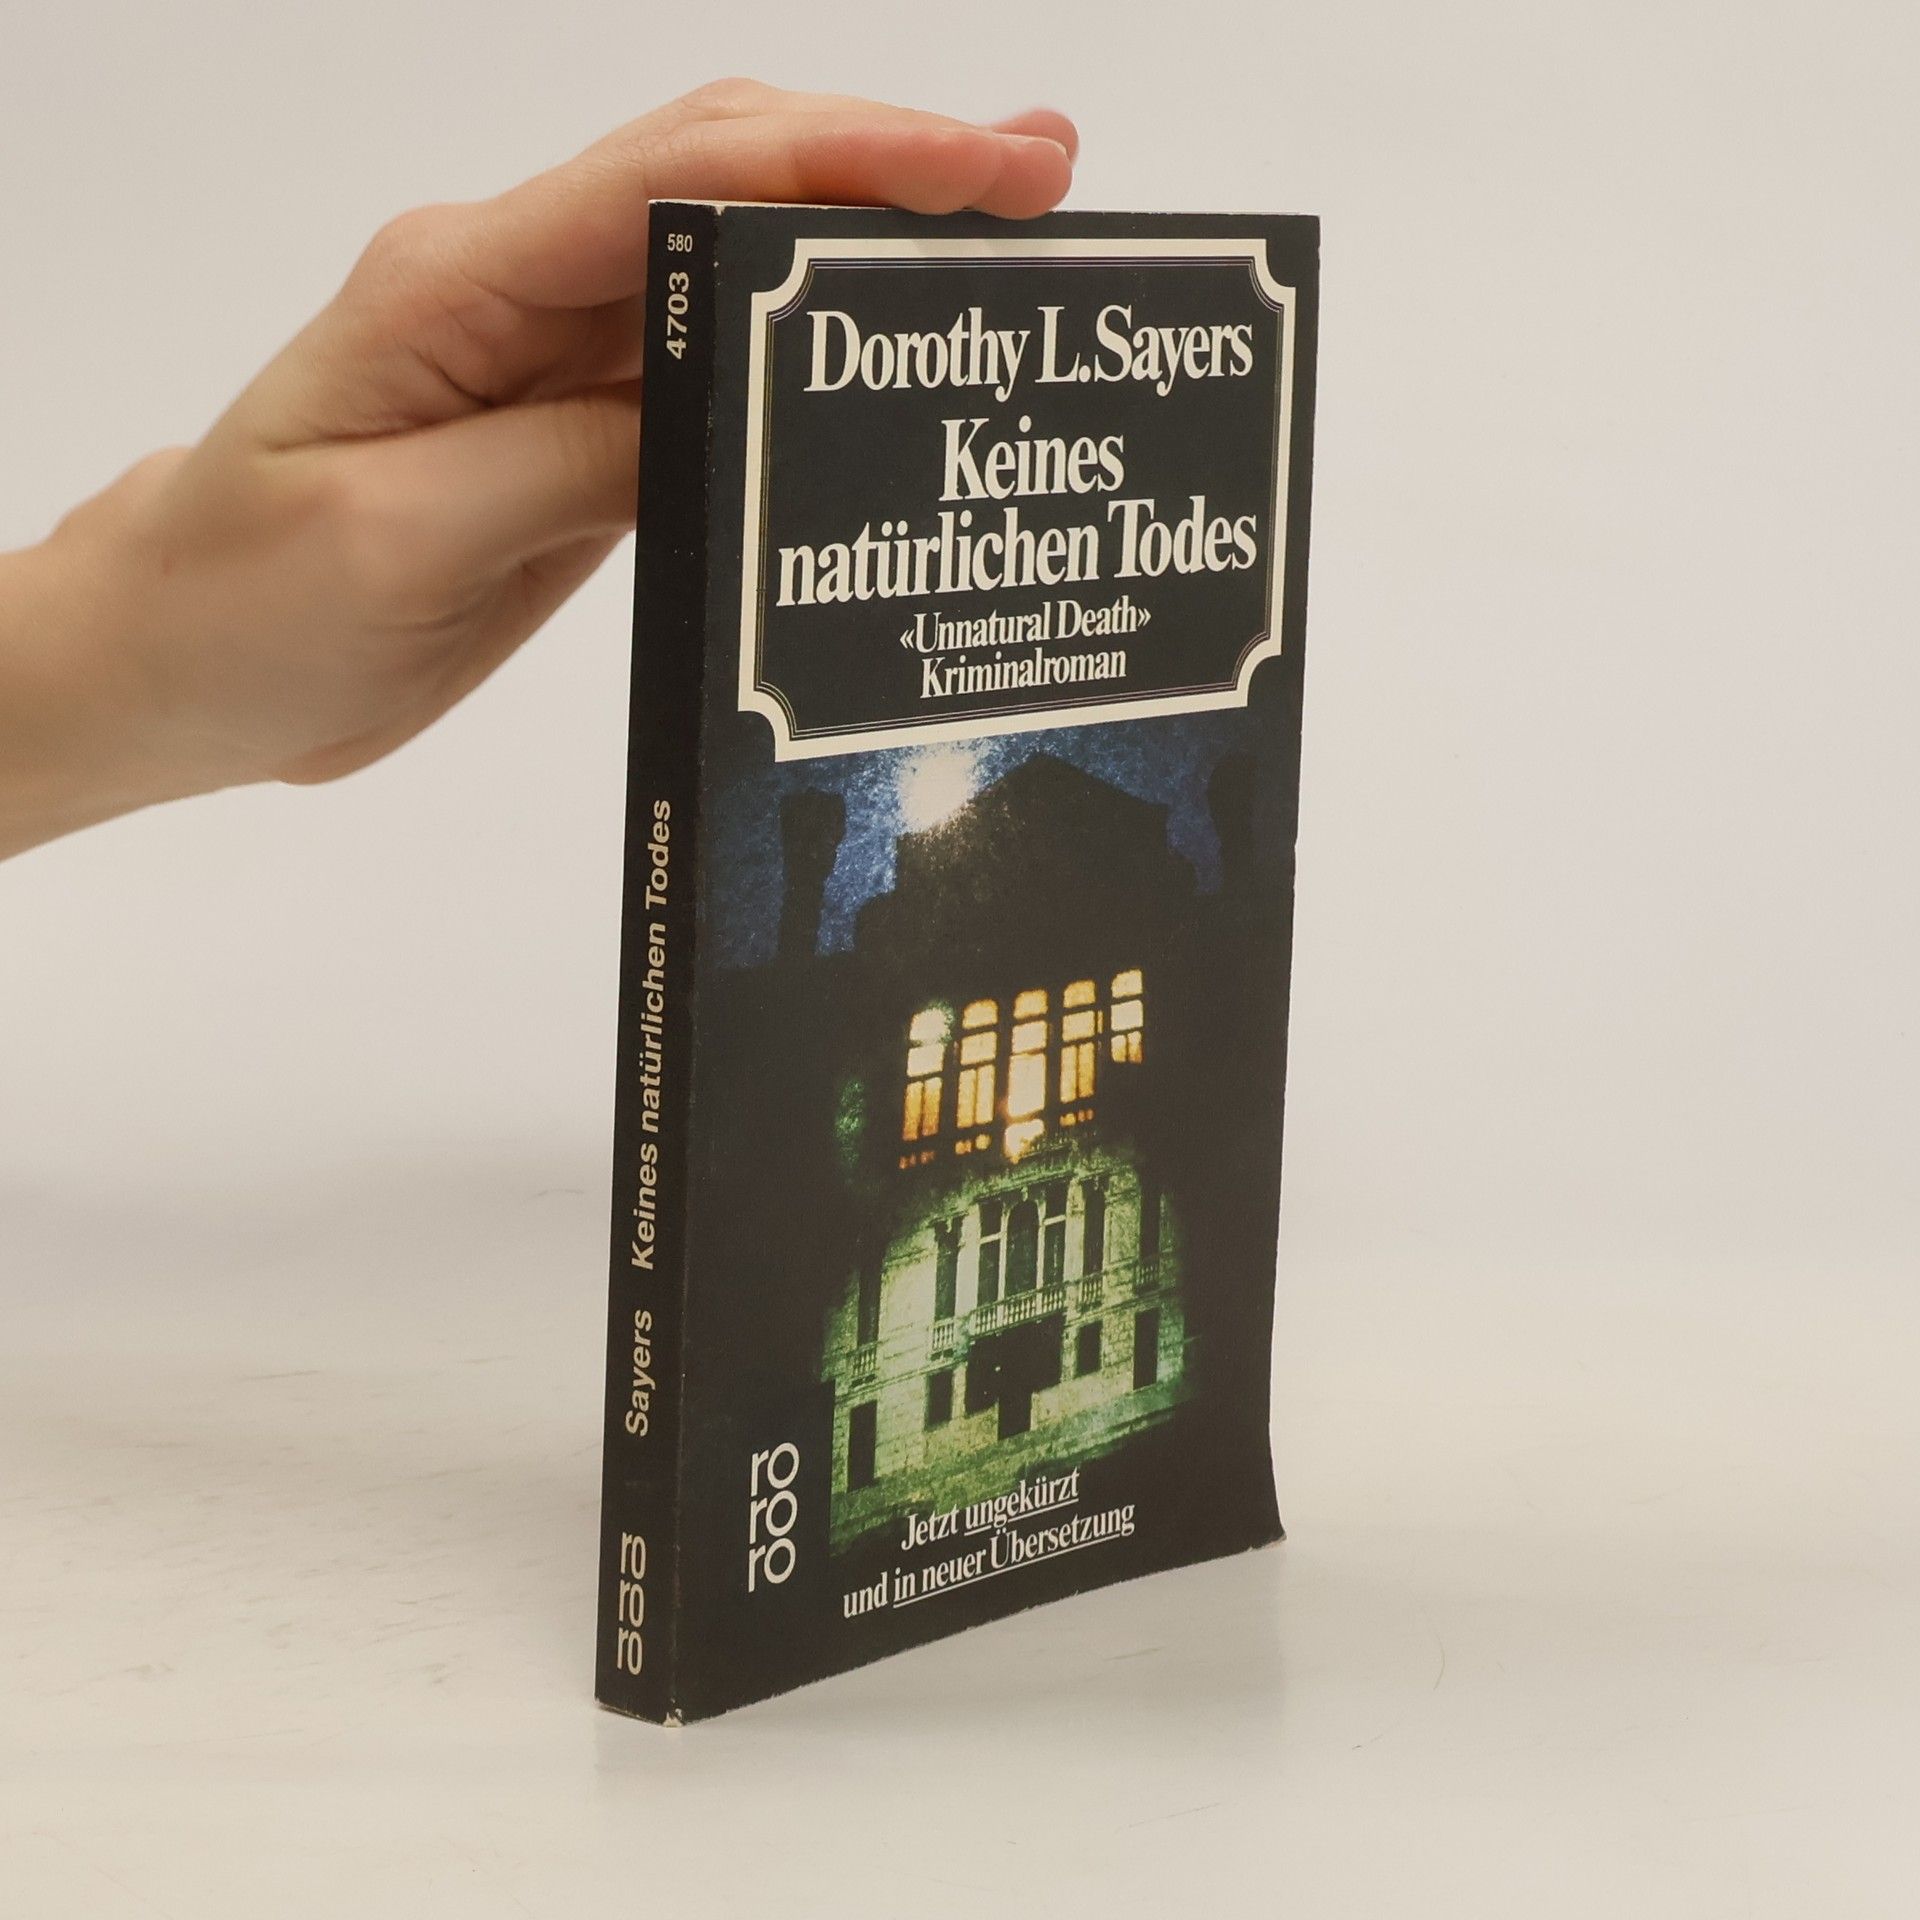 580
4703
Sayers Keines natürlichen Todes
ro
ro
ro
Dorothy L. Sayers
Keines
natürlichen Todes
«Unnatural Death»
Kriminalroman
ro
ro
ro
Jetzt ungekürzt
und in neuer Übersetzung